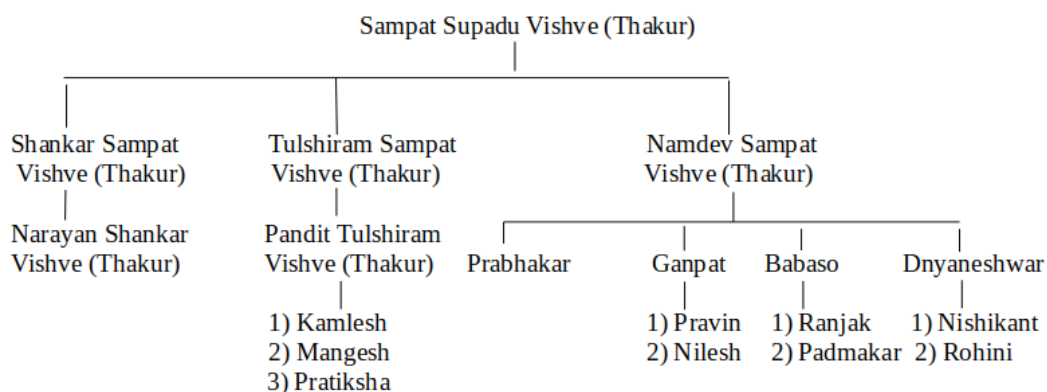 Sampat Supadu Vishve (Thakur)
Shankar Sampat
Vishve (Thakur)
Tulshiram Sampat
Vishve (Thakur)
Namdev Sampat
Vishve (Thakur)
Narayan Shankar
Vishve (Thakur)
Pandit Tulshiram
Vishve (Thakur)
Prabhakar
Ganpat
Babaso
Dnyaneshwar
1) Kamlesh
2) Mangesh
3) Pratiksha
1) Pravin
2) Nilesh
1) Ranjak
2) Padmakar
1) Nishikant
2) Rohini